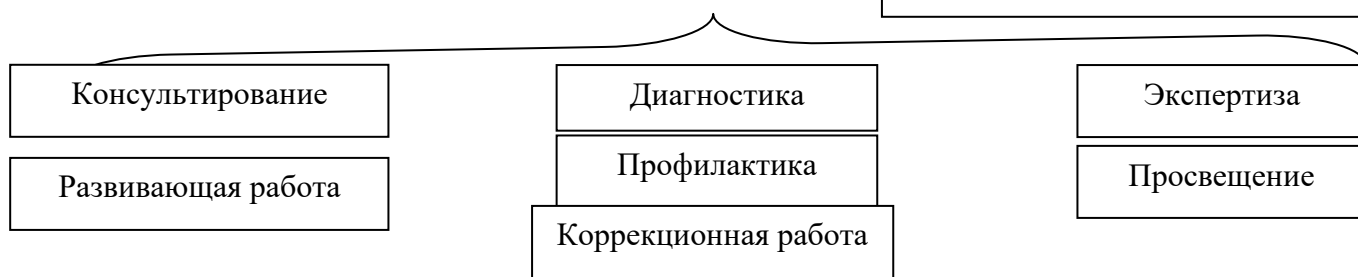 Консультирование
Диагностика
Экспертиза
Развивающая работа
Профилактика
Просвещение
Коррекционная работа